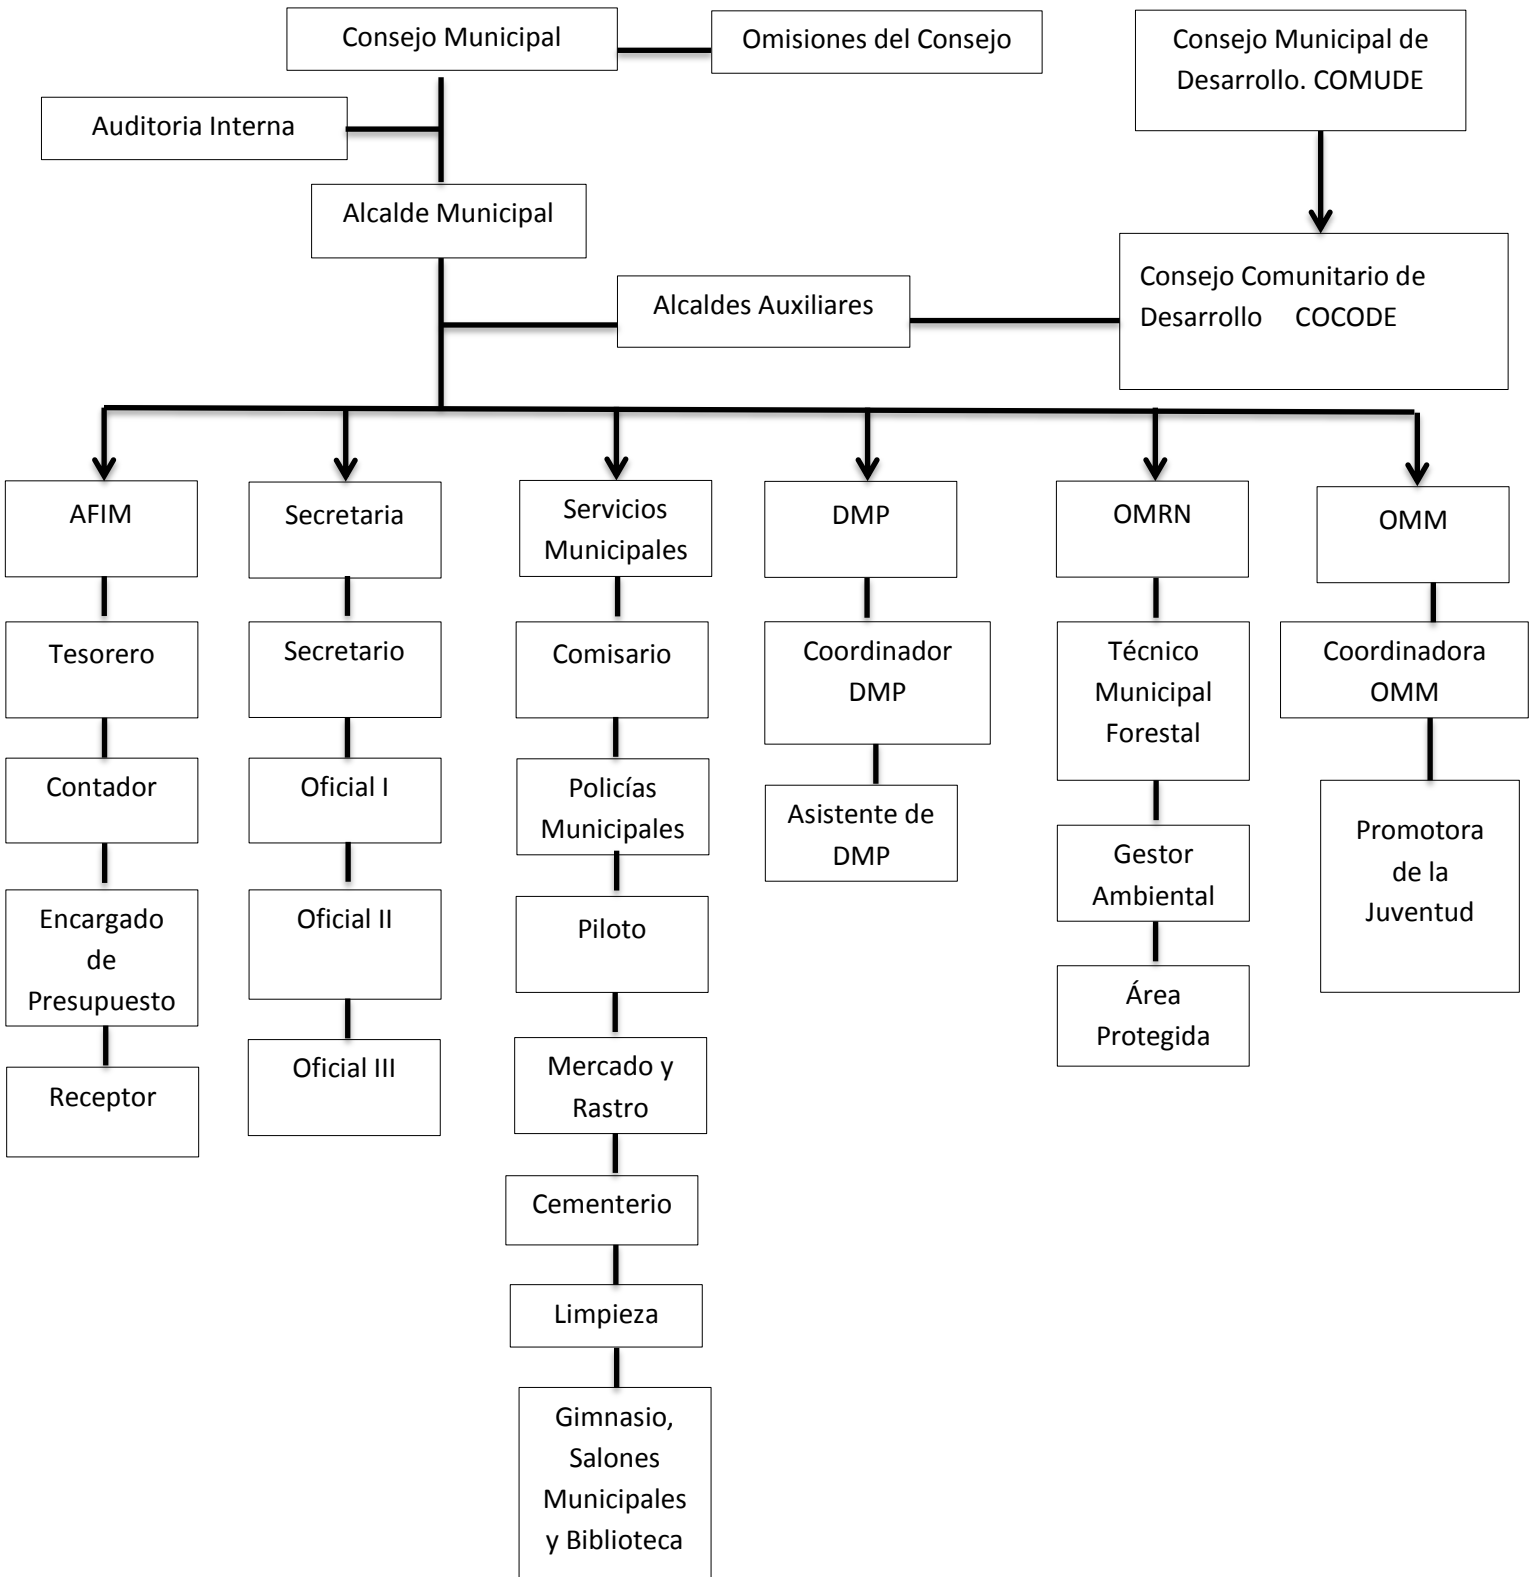 Consejo Municipal
Omisiones del Consejo
Consejo Municipal de
Desarrollo. COMUDE
Auditoria Interna
Alcalde Municipal
Alcaldes Auxiliares
Consejo Comunitario de
Desarrollo COCODE
AFIM
Secretaria
Servicios
Municipales
DMP
OMRN
OMM
Tesorero
Secretario
Comisario
Coordinador
DMP
Técnico
Municipal
Forestal
Coordinadora
OMM
Contador
Oficial I
Policías
Municipales
Asistente de
DMP
Gestor
Ambiental
Promotora
de la
Juventud
Encargado
de
Presupuesto
Oficial II
Piloto
Área
Protegida
Receptor
Oficial III
Mercado y
Rastro
Cementerio
Limpieza
Gimnasio,
Salones
Municipales
y Biblioteca